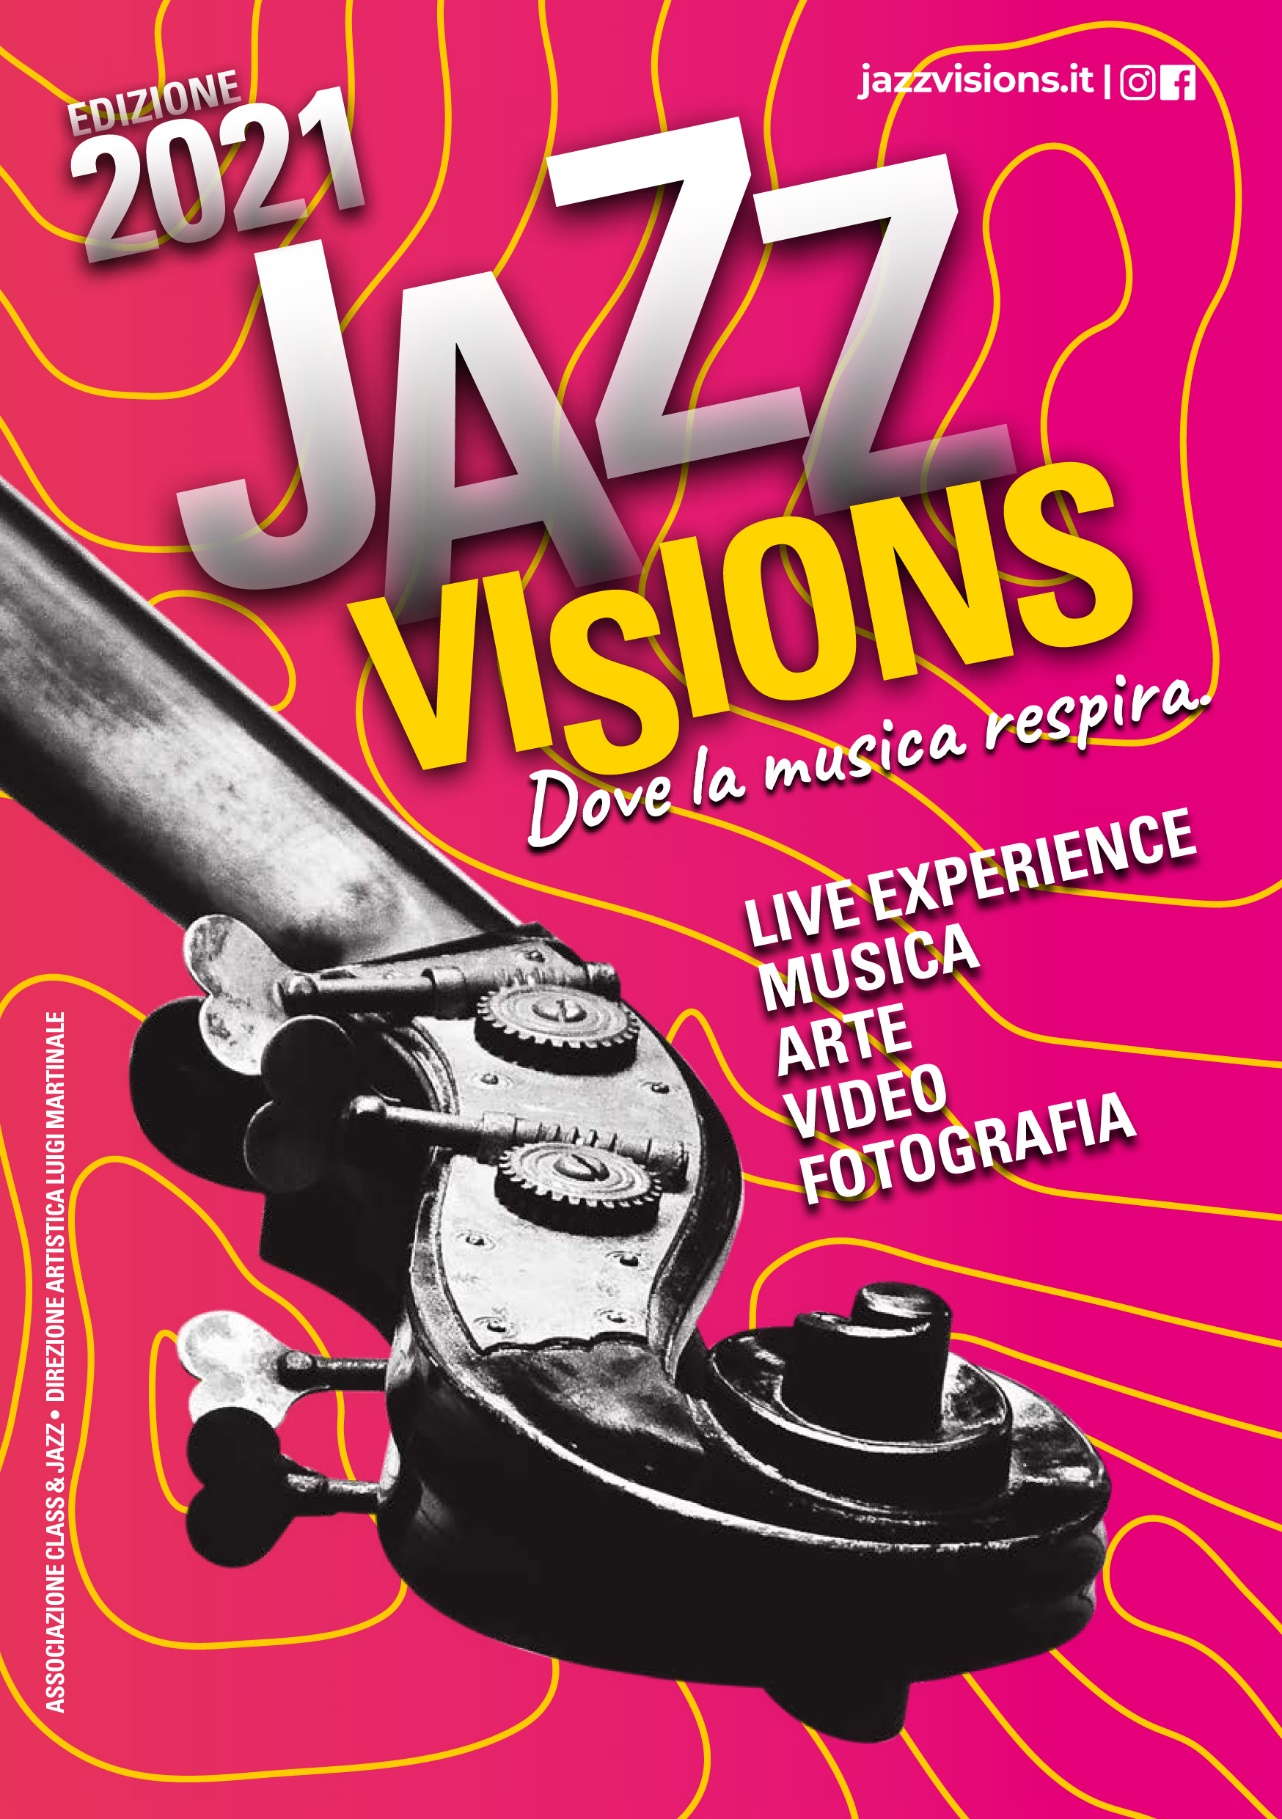 jazzvisions.it |
EDIZIONE
2021
JAZZ
VISIONS
Dove la musica respira.
LIVE EXPERIENCE
MUSICA
ARTE
VIDEO
FOTOGRAFIA
ASSOCIAZIONE CLASS & JAZZ • DIREZIONE ARTISTICA LUIGI MARTINALE